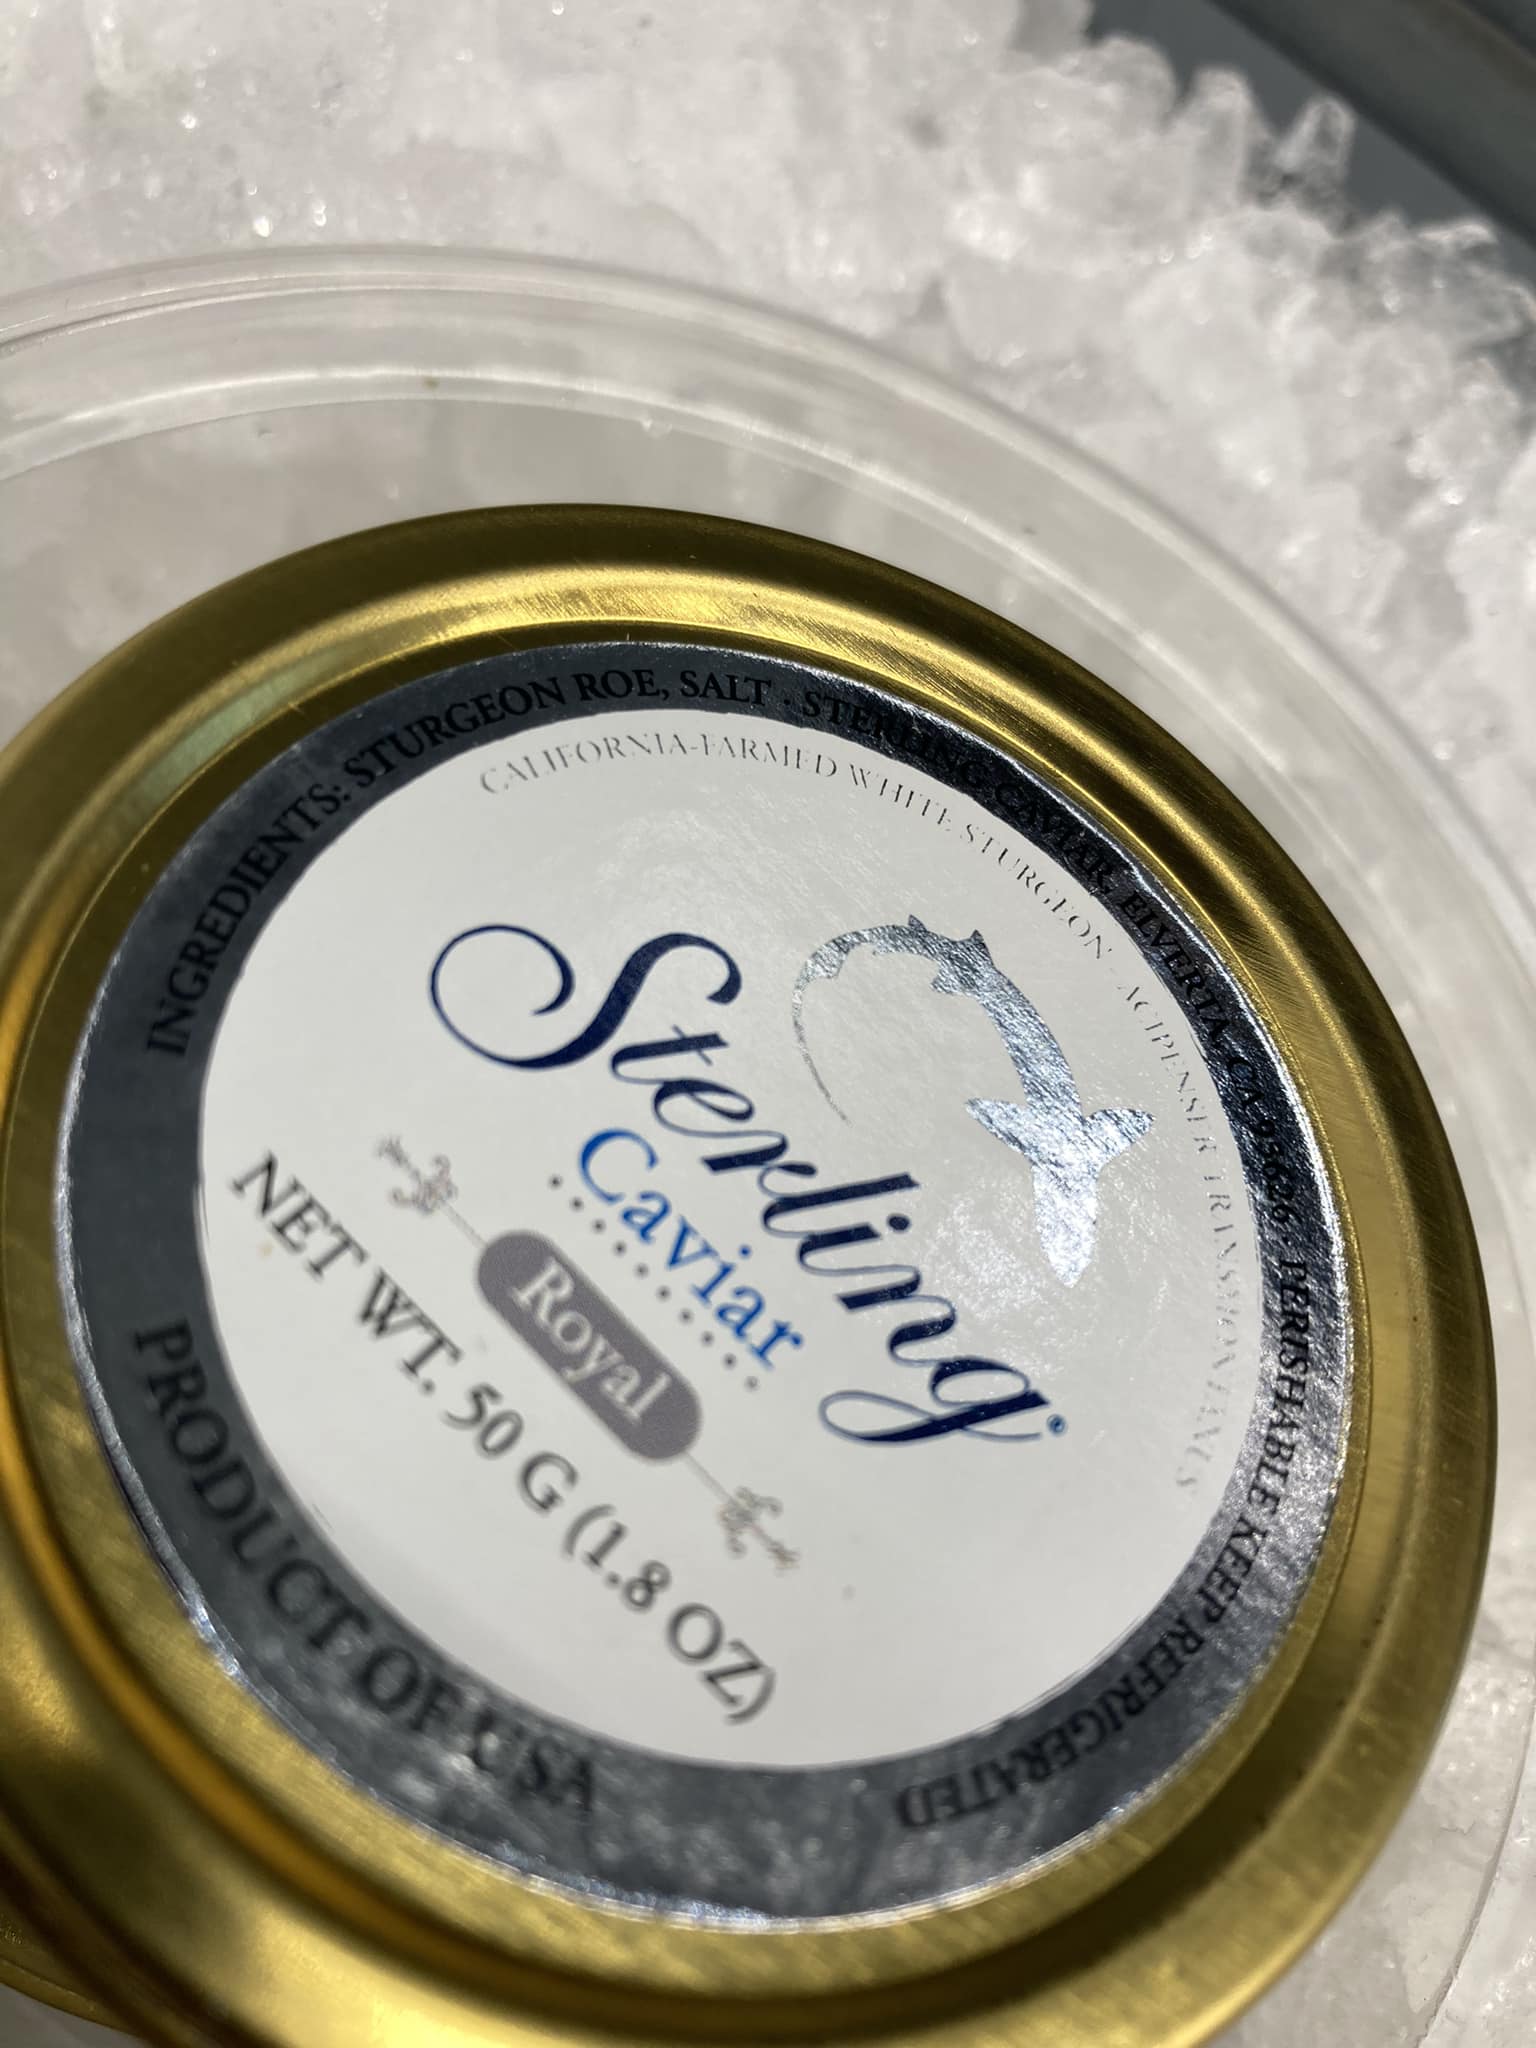 INGREDIENTS: STURGEON ROE, SALT · STERLING CAVIAR, ELVERTA, CA 95626 · PERISHABLE KEEP REFRIGERATED
CALIFORNIA-FARMED WHITE STURGEON - ACIPENSER TRANSMONTANUS
Sterling®
Caviar
Royal
NET WT. 50 G (1.8 OZ)
PRODUCT OF USA